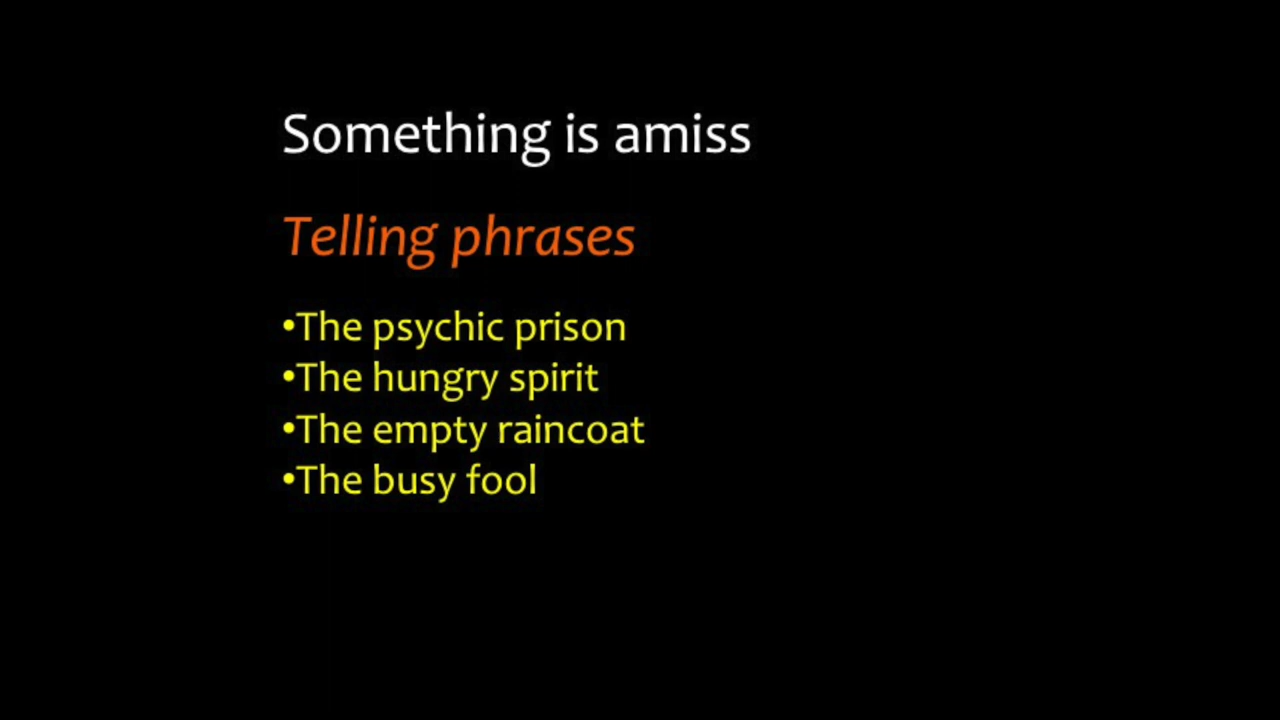 Something is amiss
Telling phrases
•The psychic prison
•The hungry spirit
•The empty raincoat
•The busy fool